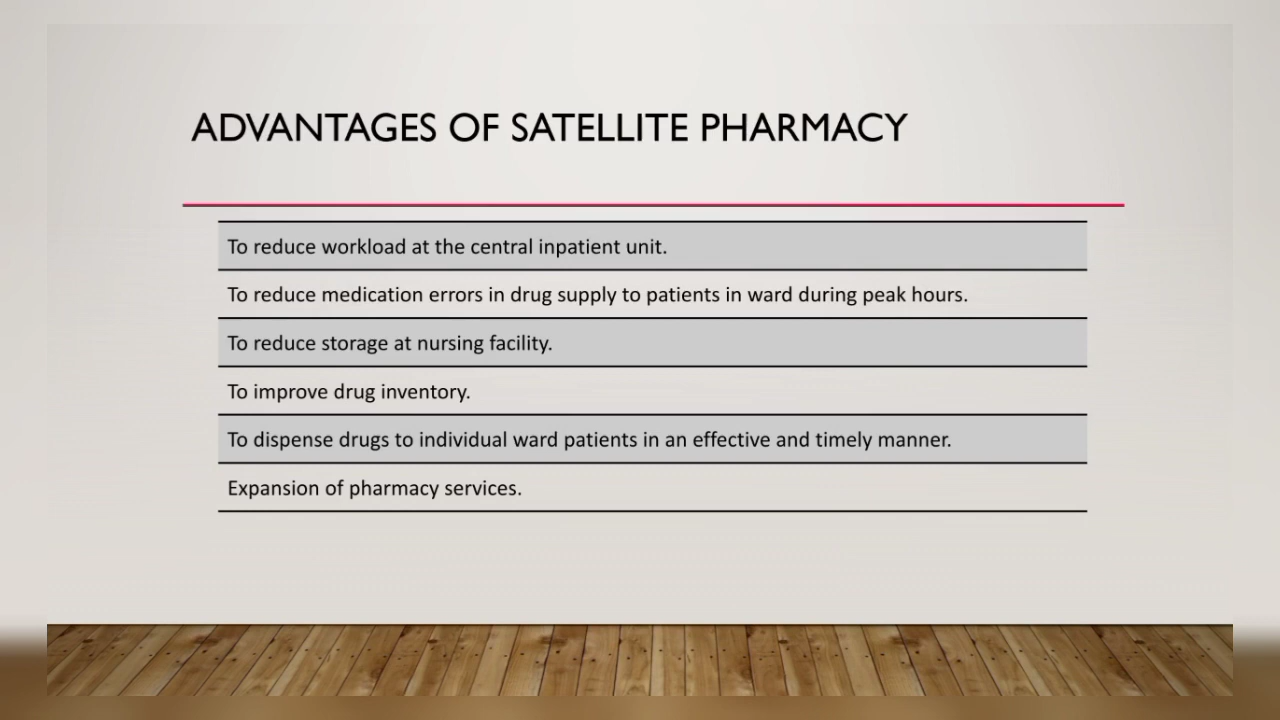 ADVANTAGES OF SATELLITE PHARMACY
To reduce workload at the central inpatient unit.
To reduce medication errors in drug supply to patients in ward during peak hours.
To reduce storage at nursing facility.
To improve drug inventory.
To dispense drugs to individual ward patients in an effective and timely manner.
Expansion of pharmacy services.